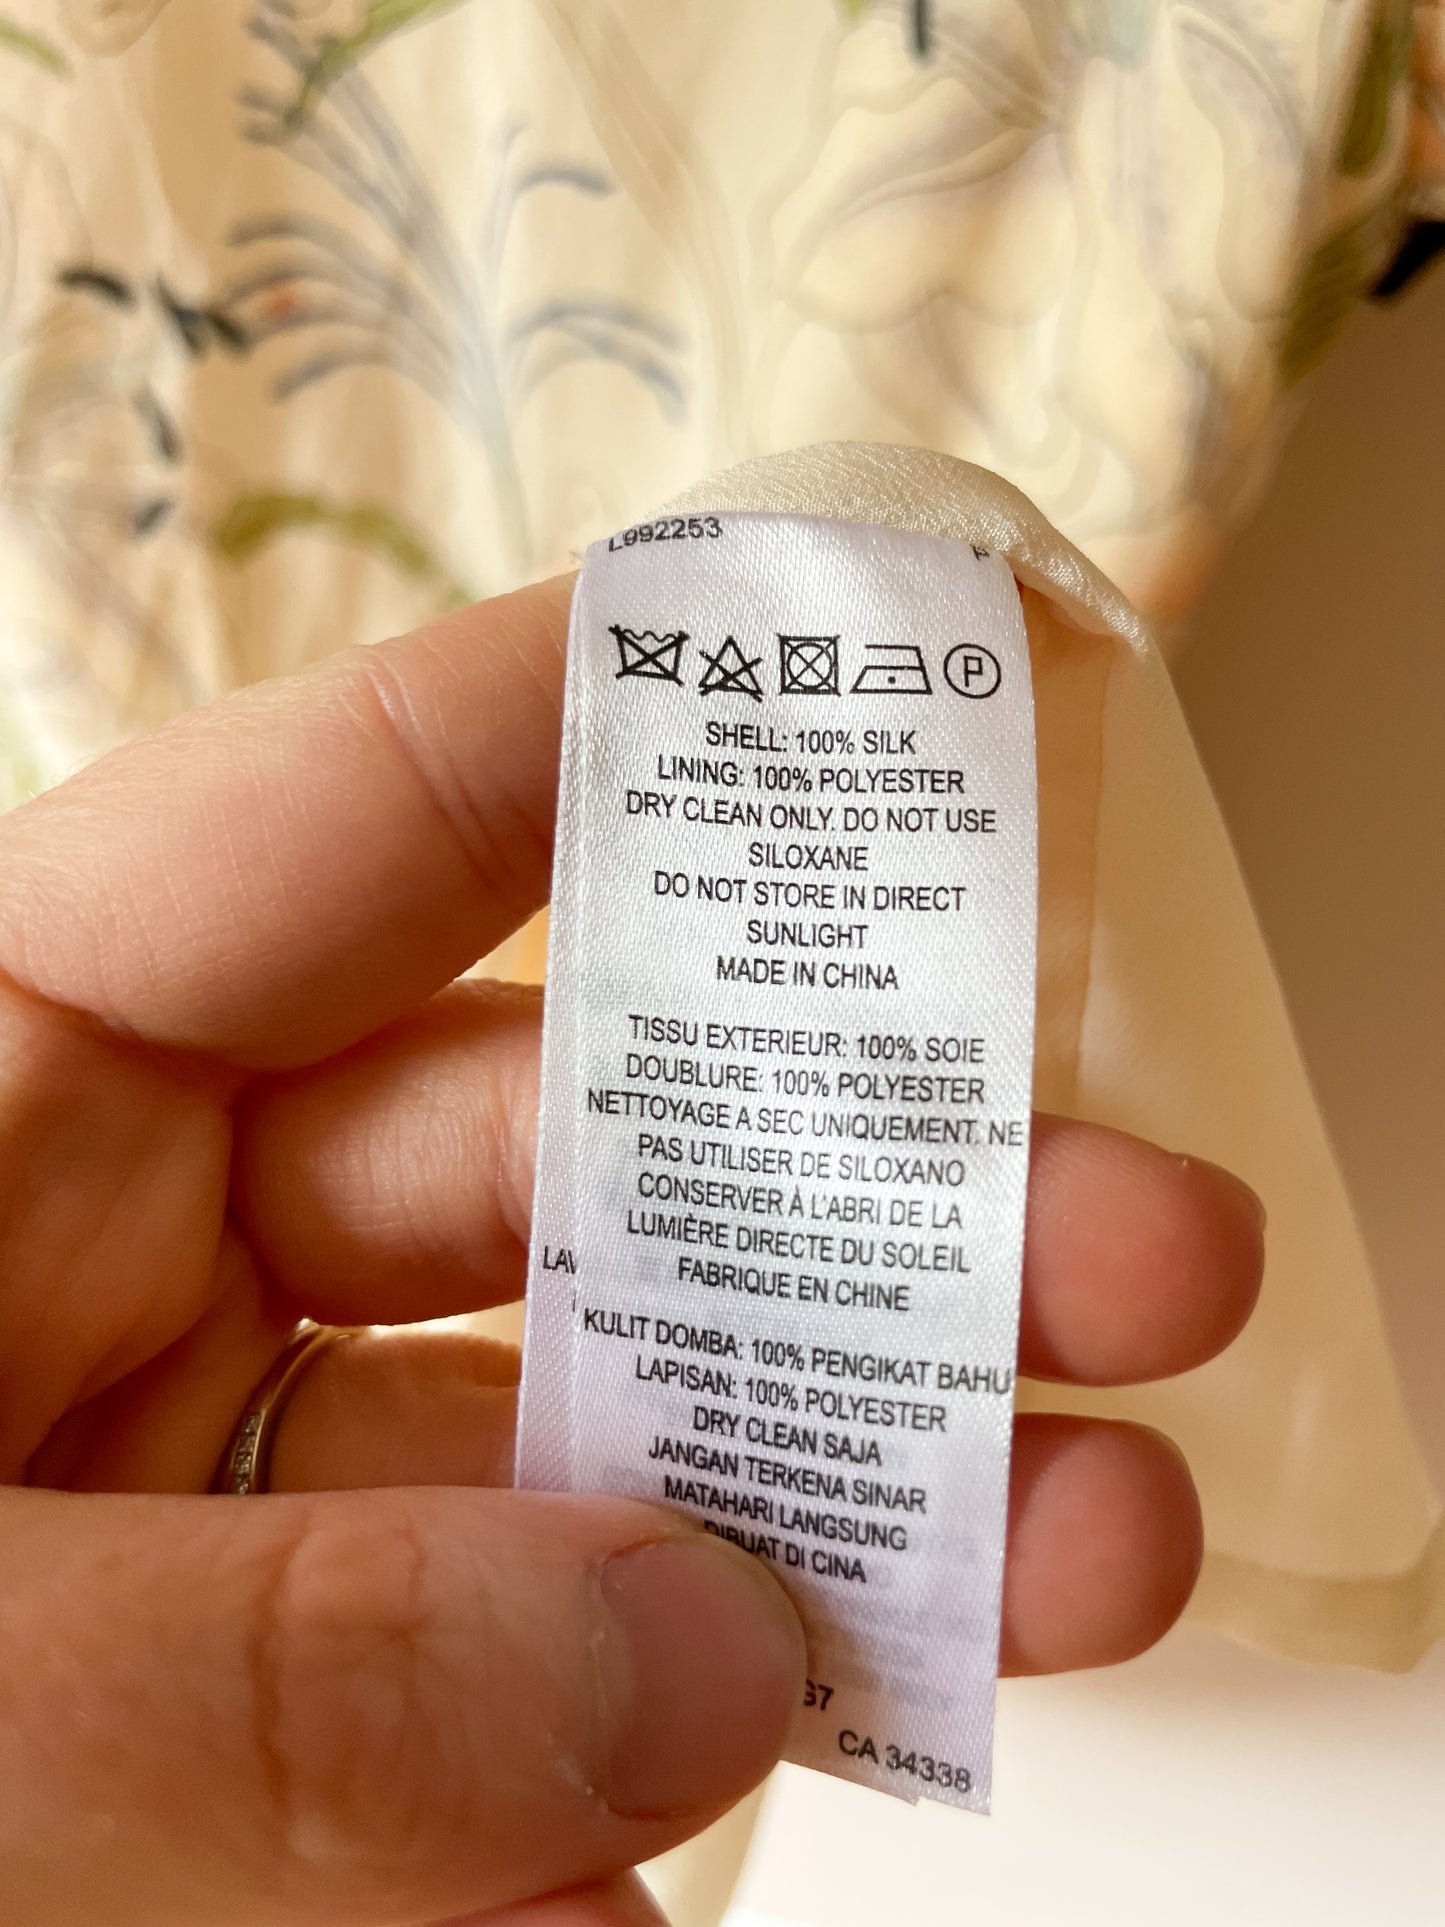 L992253
P
P
SHELL: 100% SILK
LINING: 100% POLYESTER
DRY CLEAN ONLY. DO NOT USE
SILOXANE
DO NOT STORE IN DIRECT
SUNLIGHT
MADE IN CHINA
TISSU EXTERIEUR: 100% SOIE
DOUBLURE: 100% POLYESTER
NETTOYAGE A SEC UNIQUEMENT. NE
PAS UTILISER DE SILOXANO
CONSERVER À L'ABRI DE LA
LUMIÈRE DIRECTE DU SOLEIL
FABRIQUE EN CHINE
KULIT DOMBA: 100% PENGIKAT BAHU
LAPISAN: 100% POLYESTER
DRY CLEAN SAJA
JANGAN TERKENA SINAR
MATAHARI LANGSUNG
DIBUAT DI CINA
G7
CA 34338